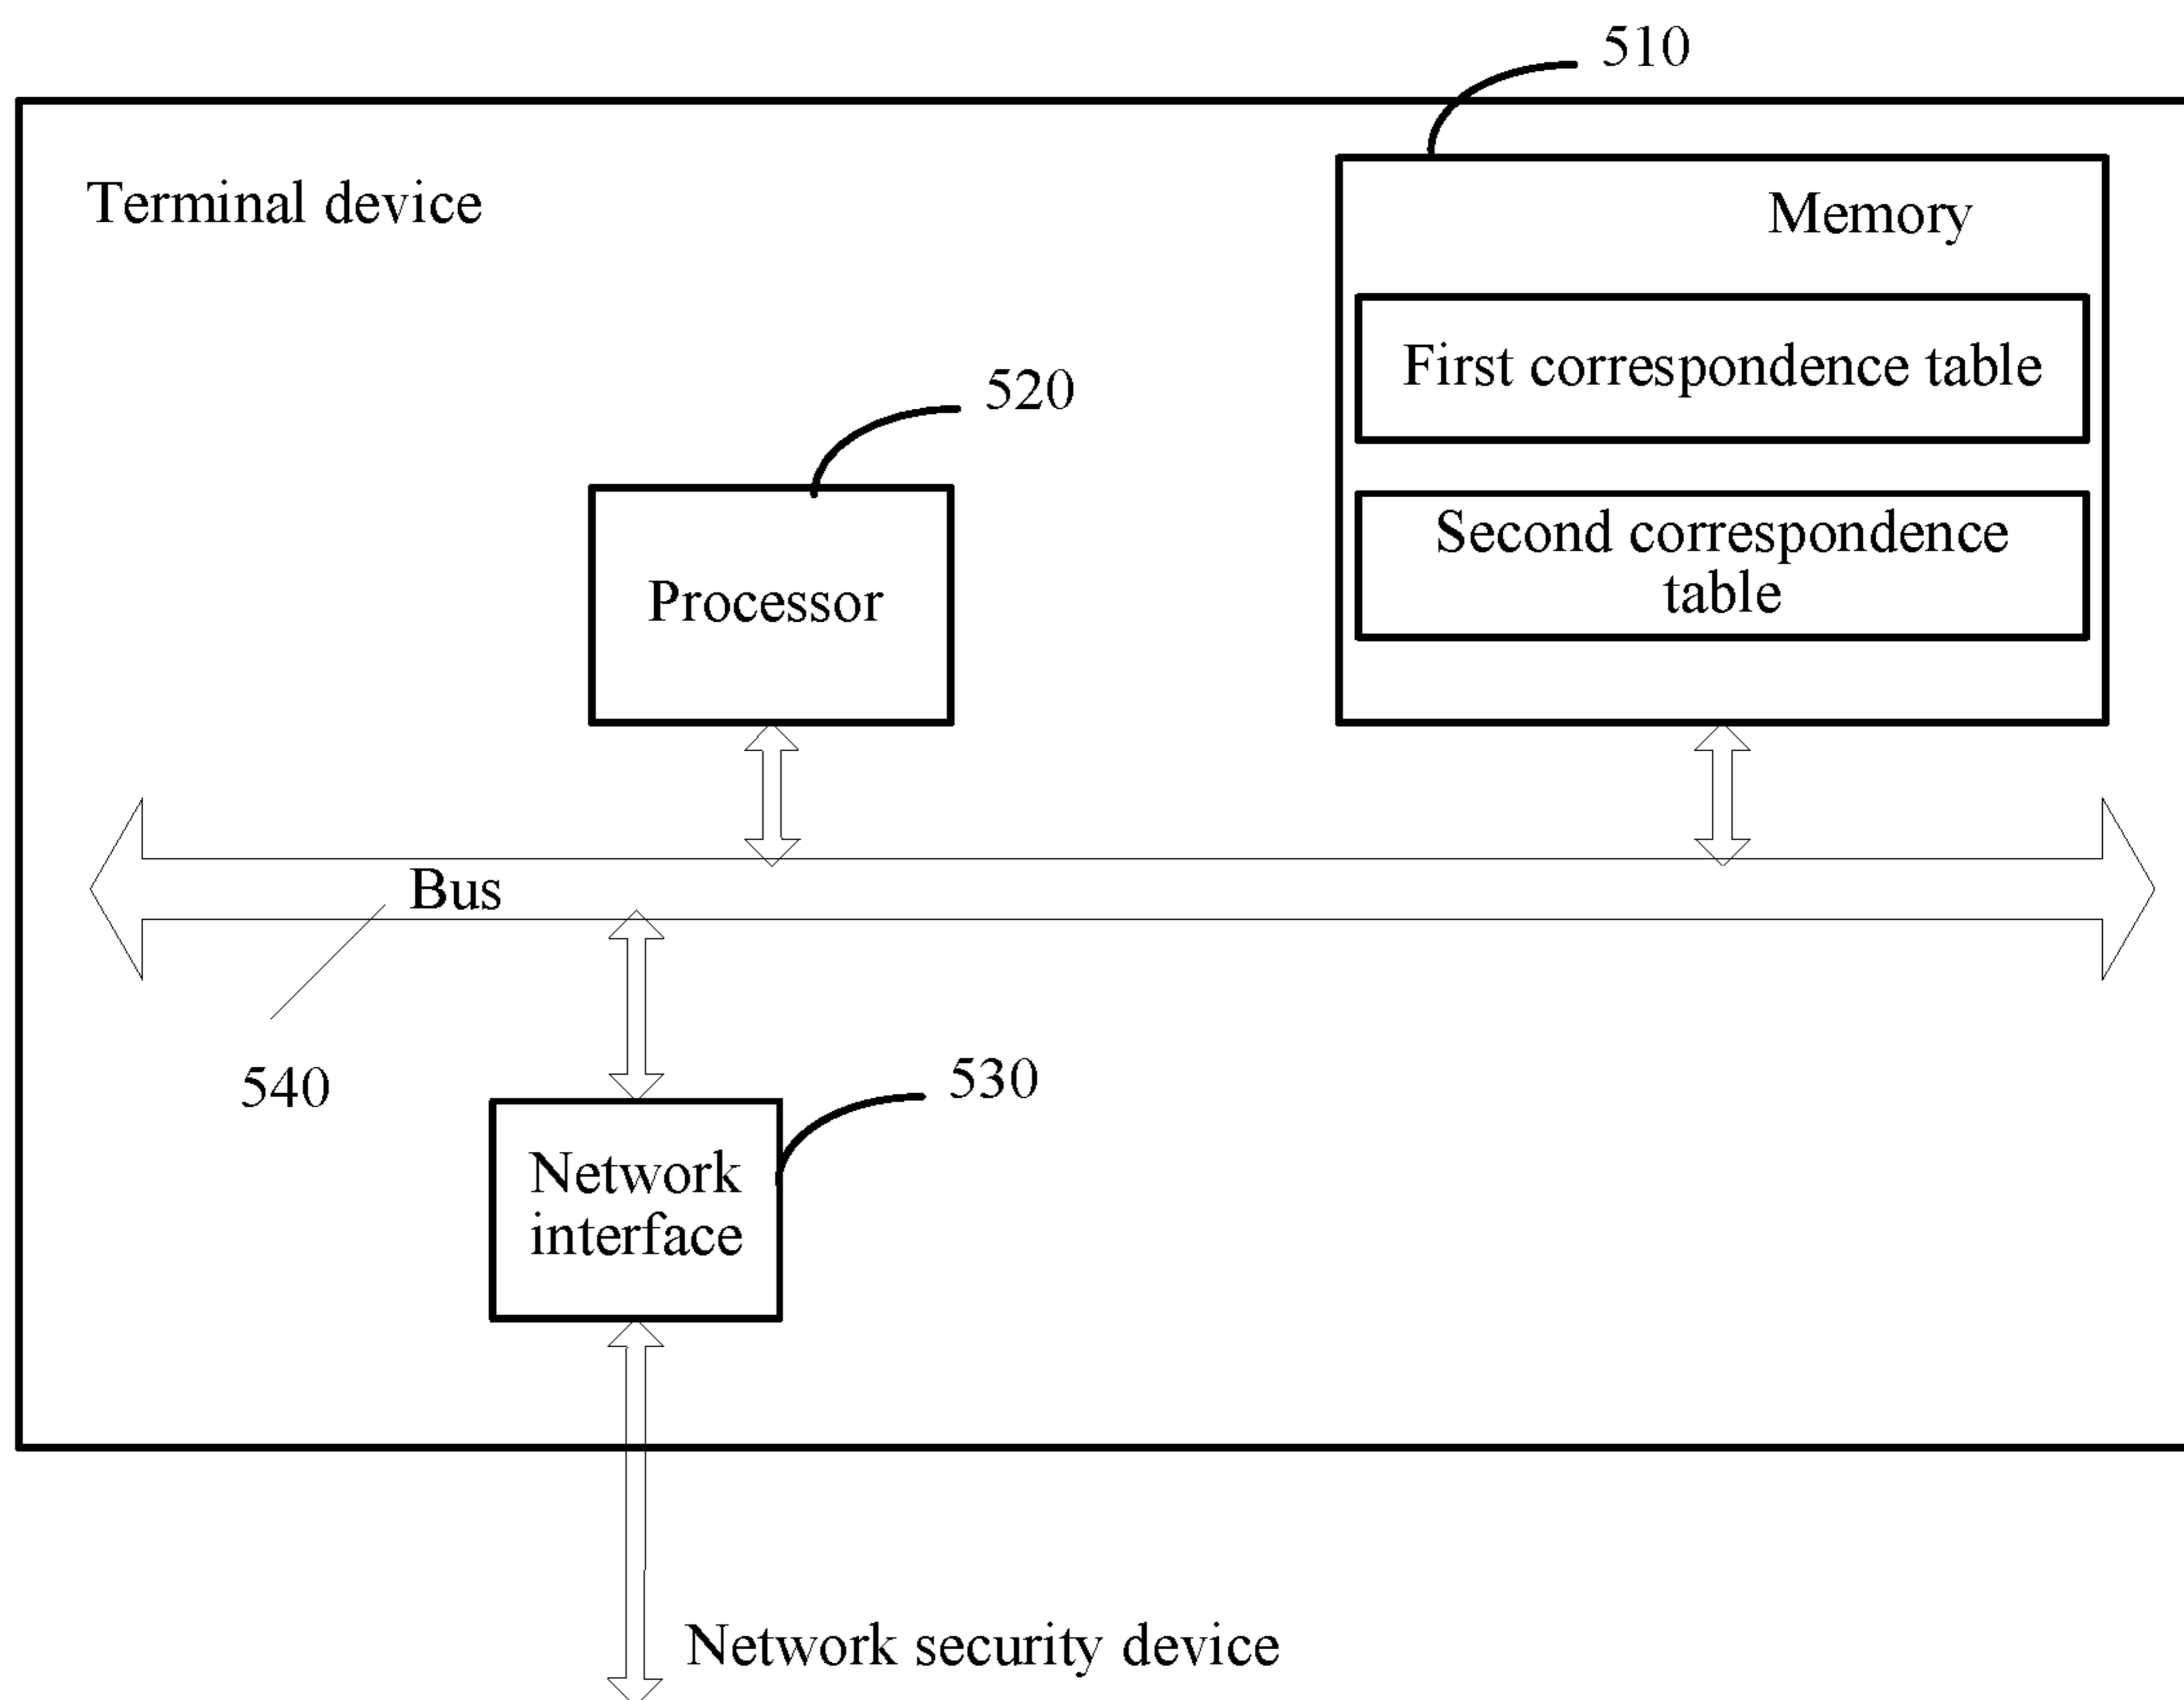 510
Terminal device
Memory
First correspondence table
520
Second correspondence
table
Processor
Bus
540
530
Network
interface
Network security device